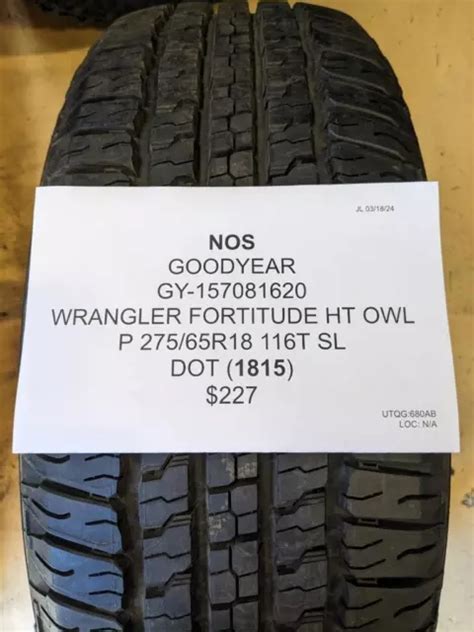 JL 03/18/24
NOS
GOODYEAR
GY-157081620
WRANGLER FORTITUDE HT OWL
P 275/65R18 116T SL
DOT (1815)
$227
UTQG:680AB
LOC: N/A